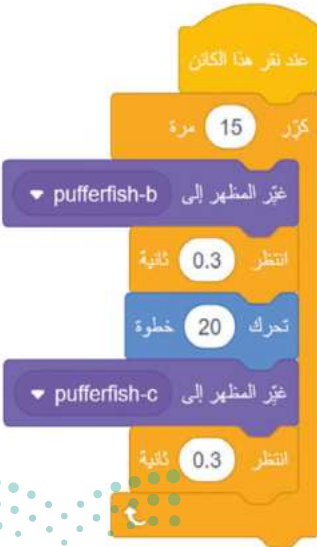 عند نقر هذا الكائن
كرّر 15 مرة
غيّر المظهر إلى pufferfish-b
انتظر 0.3 ثانية
تحرك 20 خطوة
غيّر المظهر إلى pufferfish-c
انتظر 0.3 ثانية